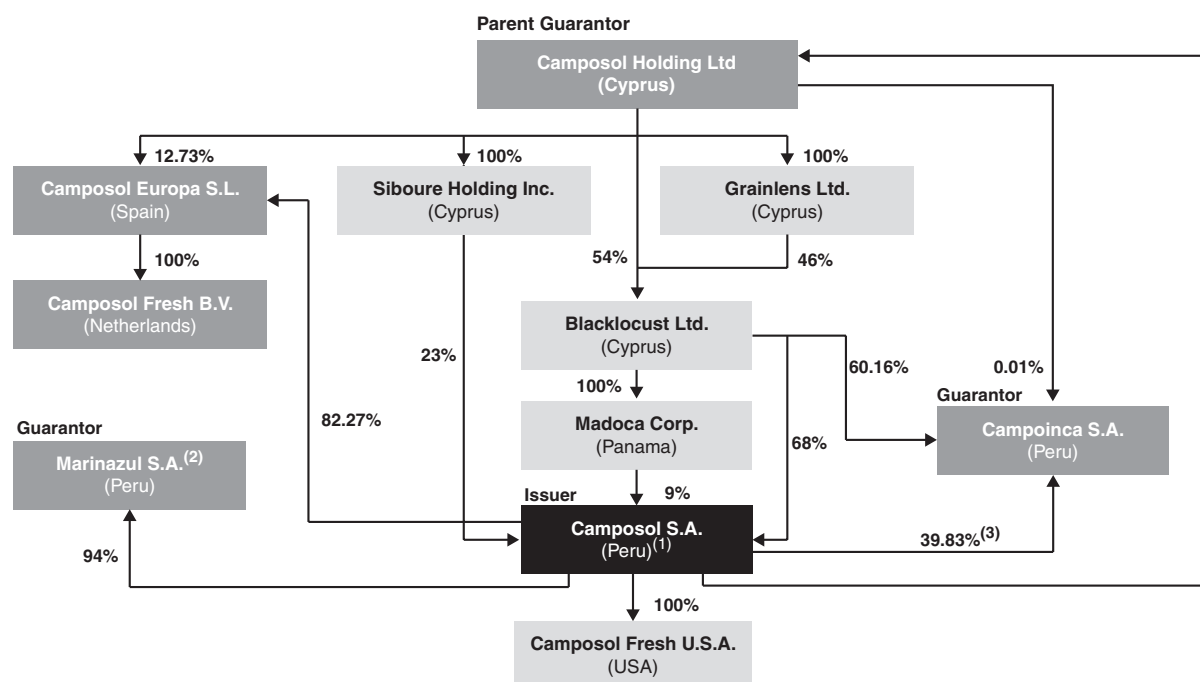 Parent Guarantor
Camposol Holding Ltd
(Cyprus)
12.73%
100%
100%
Camposol Europa S.L.
(Spain)
Siboure Holding Inc.
(Cyprus)
Grainlens Ltd.
(Cyprus)
100%
54%
46%
Camposol Fresh B.V.
(Netherlands)
Blacklocust Ltd.
(Cyprus)
23%
60.16%
0.01%
100%
Guarantor
82.27%
Madoca Corp.
(Panama)
68%
Campoinca S.A.
(Peru)
Guarantor
Marinazul S.A.(2)
(Peru)
9%
Issuer
Camposol S.A.
(Peru)(1)
39.83%(3)
94%
100%
Camposol Fresh U.S.A.
(USA)